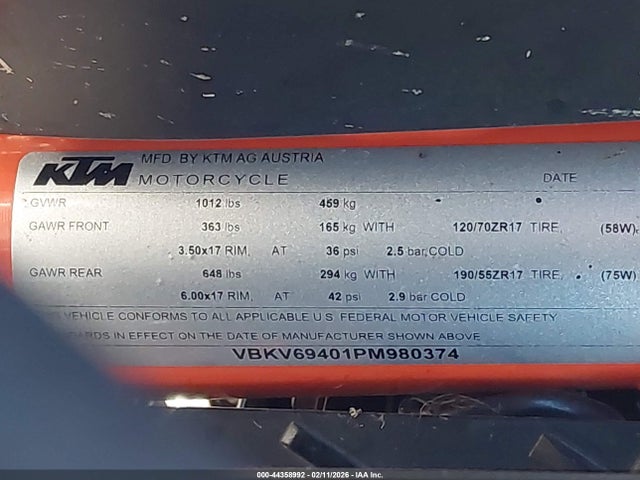 KTM MFD. BY KTM AG AUSTRIA
MOTORCYCLE DATE
GVWR 1012 lbs 459 kg
GAWR FRONT 363 lbs 165 kg WITH 120/70ZR17 TIRE, (58W),
3.50x17 RIM, AT 36 psi 2.5 bar,COLD
GAWR REAR 648 lbs 294 kg WITH 190/55ZR17 TIRE, (75W)
6.00x17 RIM, AT 42 psi 2.9 bar COLD
VEHICLE CONFORMS TO ALL APPLICABLE U.S. FEDERAL MOTOR VEHICLE SAFETY
IN EFFECT ON THE DATE OF MANUFACTURER SHOWN ABOVE
VBKV69401PM980374
000-44358992 - 02/11/2026 - IAA Inc.